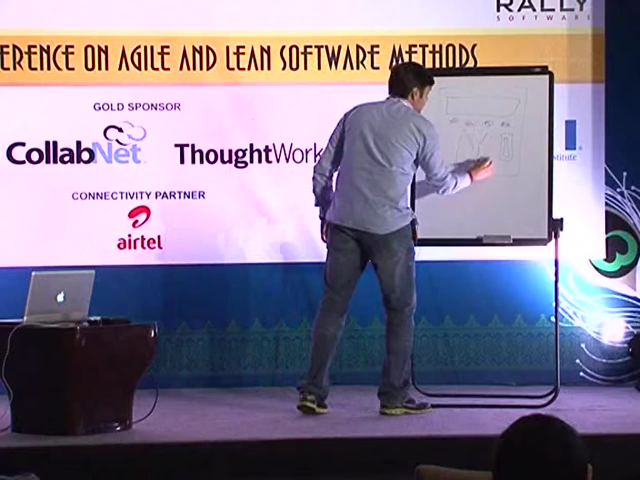 RALLY
SOFTWARE
ERENCE ON AGILE AND LEAN SOFTWARE METHODS
GOLD SPONSOR
CollabNet
ThoughtWork
CONNECTIVITY PARTNER
airtel